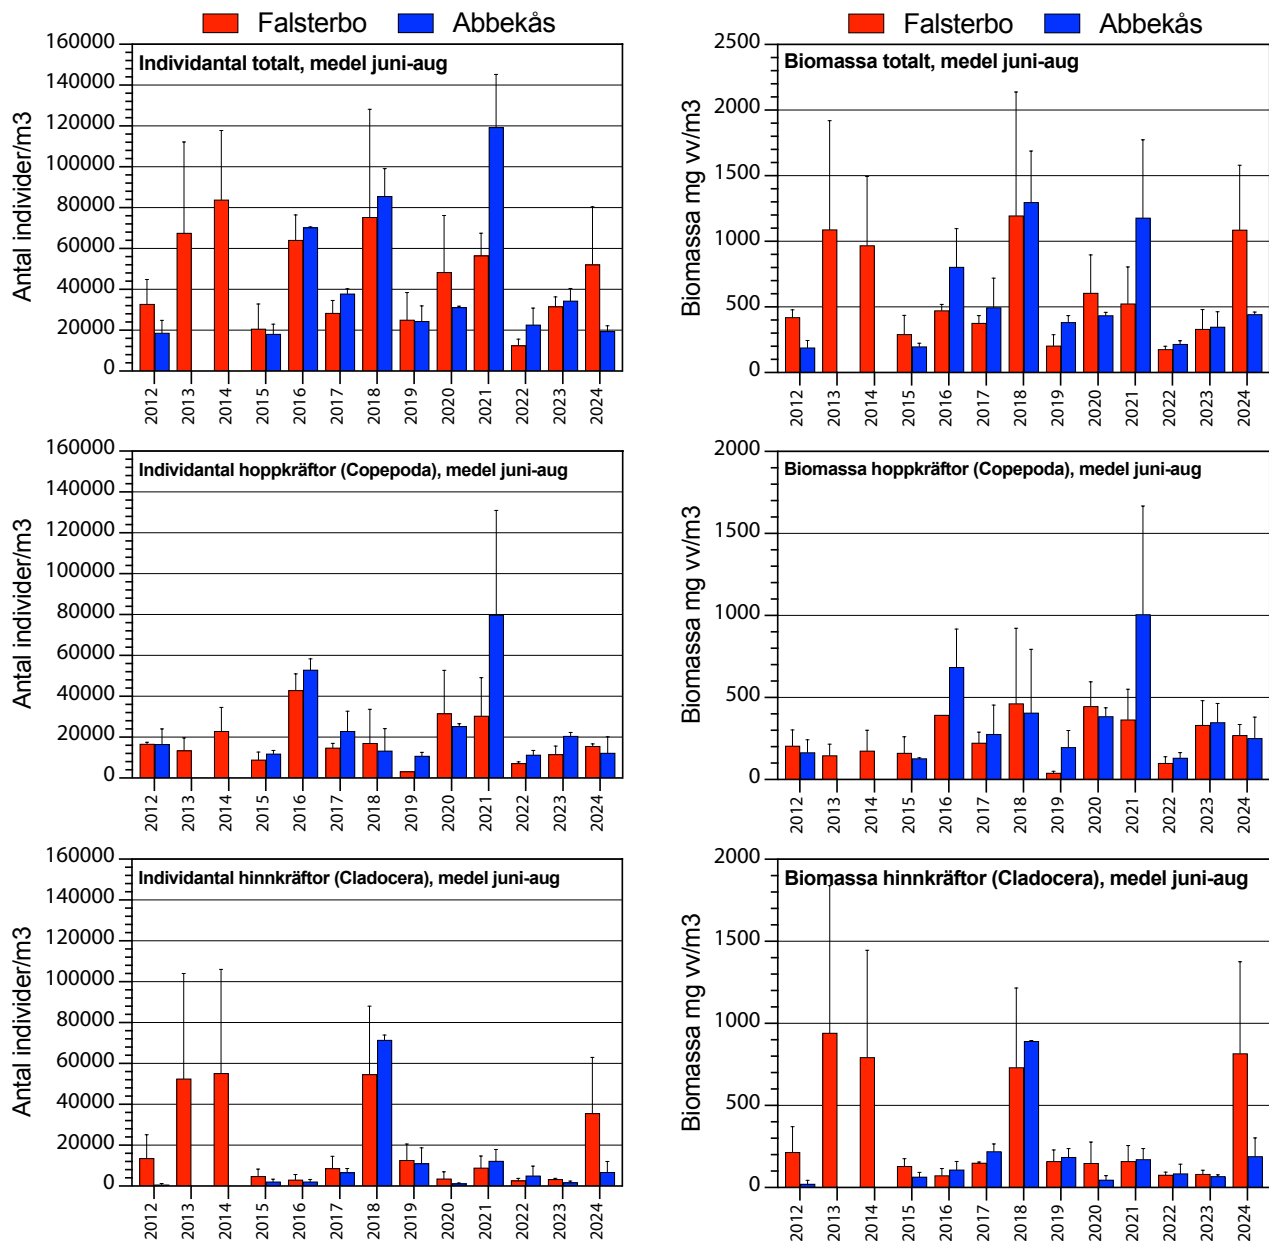 Falsterbo Abbekås
Individantal totalt, medel juni-aug
Antal individer/m3
160000
140000
120000
100000
80000
60000
40000
20000
0
2012 2013 2014 2015 2016 2017 2018 2019 2020 2021 2022 2023 2024
Falsterbo Abbekås
Biomassa totalt, medel juni-aug
Biomassa mg vv/m3
2500
2000
1500
1000
500
0
2012 2013 2014 2015 2016 2017 2018 2019 2020 2021 2022 2023 2024
Individantal hoppkräftor (Copepoda), medel juni-aug
Antal individer/m3
160000
140000
120000
100000
80000
60000
40000
20000
0
2012 2013 2014 2015 2016 2017 2018 2019 2020 2021 2022 2023 2024
Biomassa hoppkräftor (Copepoda), medel juni-aug
Biomassa mg vv/m3
2000
1500
1000
500
0
2012 2013 2014 2015 2016 2017 2018 2019 2020 2021 2022 2023 2024
Individantal hinnkräftor (Cladocera), medel juni-aug
Antal individer/m3
160000
140000
120000
100000
80000
60000
40000
20000
0
2012 2013 2014 2015 2016 2017 2018 2019 2020 2021 2022 2023 2024
Biomassa hinnkräftor (Cladocera), medel juni-aug
Biomassa mg vv/m3
2000
1500
1000
500
0
2012 2013 2014 2015 2016 2017 2018 2019 2020 2021 2022 2023 2024